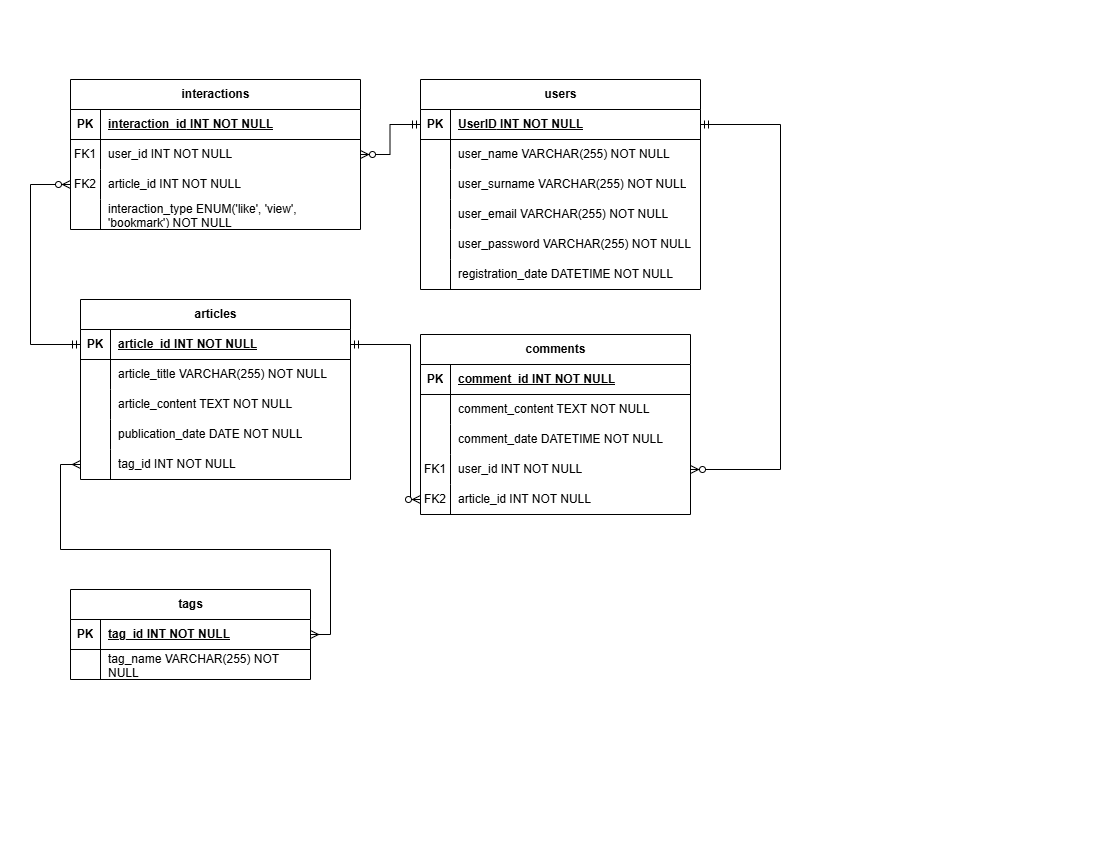 interactions
PK interaction_id INT NOT NULL
FK1 user_id INT NOT NULL
FK2 article_id INT NOT NULL
interaction_type ENUM('like', 'view',
'bookmark') NOT NULL
users
PK UserID INT NOT NULL
user_name VARCHAR(255) NOT NULL
user_surname VARCHAR(255) NOT NULL
user_email VARCHAR(255) NOT NULL
user_password VARCHAR(255) NOT NULL
registration_date DATETIME NOT NULL
articles
PK article_id INT NOT NULL
article_title VARCHAR(255) NOT NULL
article_content TEXT NOT NULL
publication_date DATE NOT NULL
tag_id INT NOT NULL
comments
PK comment_id INT NOT NULL
comment_content TEXT NOT NULL
comment_date DATETIME NOT NULL
FK1 user_id INT NOT NULL
FK2 article_id INT NOT NULL
tags
PK tag_id INT NOT NULL
tag_name VARCHAR(255) NOT
NULL